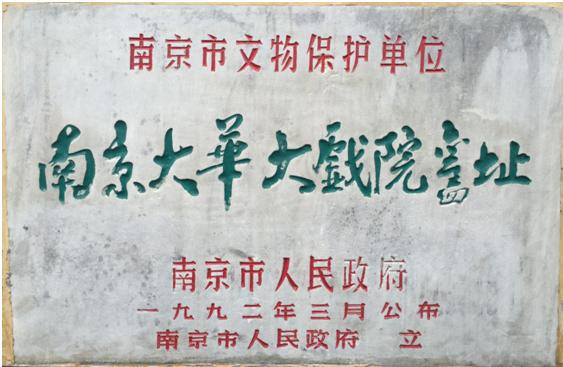 南京市文物保护单位
南京大華大戲院舊址
南京市人民政府
一九九二年三月公布
南京市人民政府 立